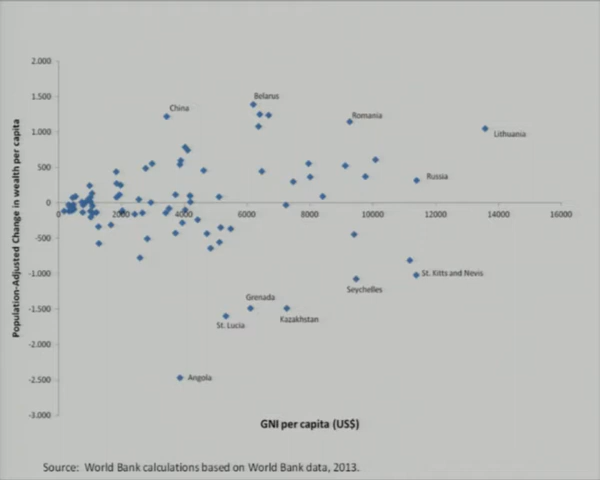 2.000
1.500
1.000
500
0
-500
-1.000
-1.500
-2.000
-2.500
-3.000
0 2000 4000 6000 8000 10000 12000 14000 16000
Population-Adjusted Change in wealth per capita
China
Belarus
Romania
Lithuania
Russia
St. Kitts and Nevis
Seychelles
Grenada
Kazakhstan
St. Lucia
Angola
GNI per capita (US$)
Source: World Bank calculations based on World Bank data, 2013.